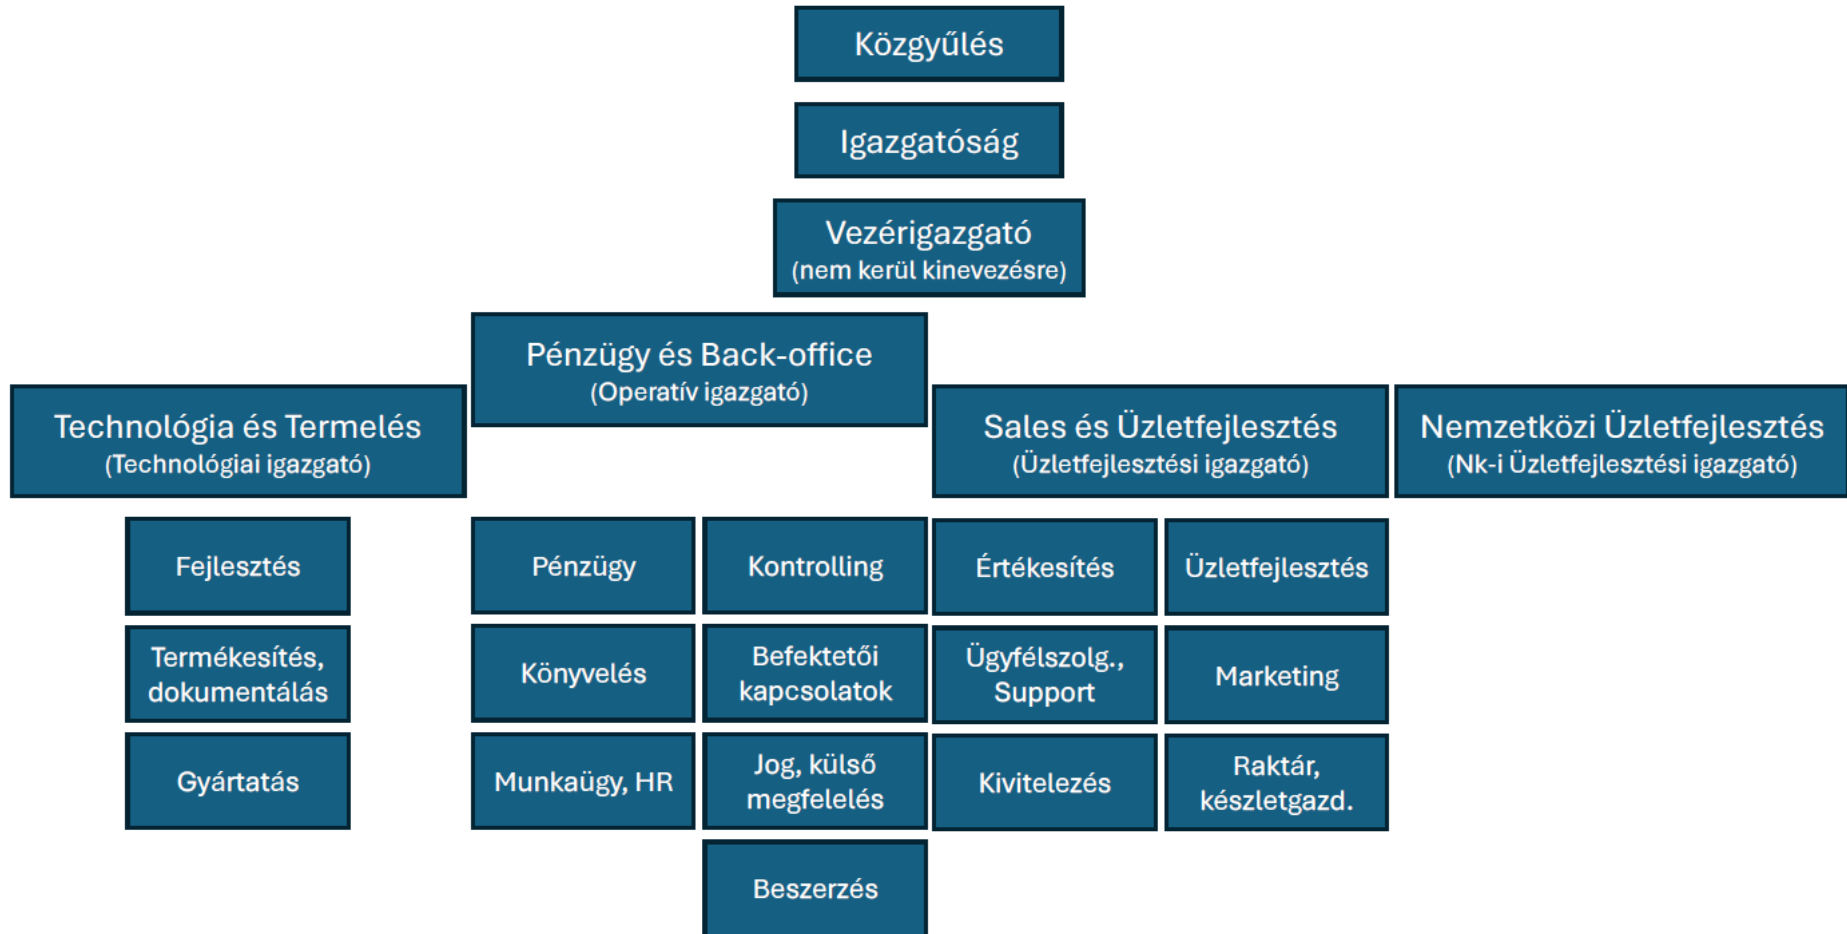 Közgyűlés
Igazgatóság
Vezérigazgató
(nem kerül kinevezésre)
Pénzügy és Back-office
(Operatív igazgató)
Technológia és Termelés
(Technológiai igazgató)
Sales és Üzletfejlesztés
(Üzletfejlesztési igazgató)
Nemzetközi Üzletfejlesztés
(Nk-i Üzletfejlesztési igazgató)
Fejlesztés
Pénzügy
Kontrolling
Értékesítés
Üzletfejlesztés
Termékesítés,
dokumentálás
Könyvelés
Befektetői
kapcsolatok
Ügyfélszolg.,
Support
Marketing
Gyártatás
Munkaügy, HR
Jog, külső
megfelelés
Kivitelezés
Raktár,
készletgazd.
Beszerzés